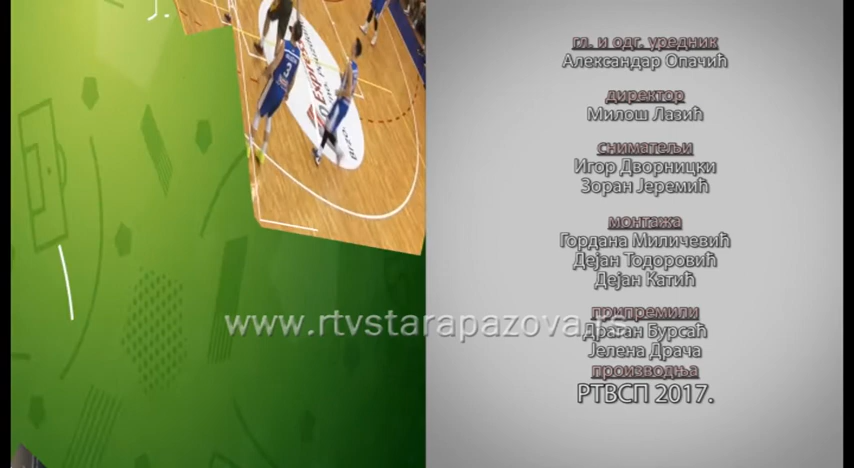 гл. и одг. уредник
Александар Опачић
директор
Милош Лазић
сниматељи
Игор Дворницки
Зоран Јеремић
монтажа
Гордана Миличевић
Дејан Тодоровић
Дејан Катић
припремили
www.rtvstarapazova.rs
Драган Бурсаћ
Јелена Драча
производња
РТВСП 2017.